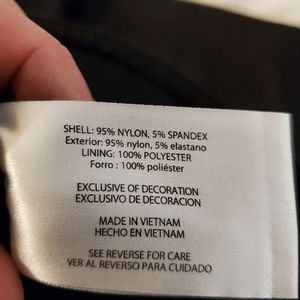 SHELL: 95% NYLON, 5% SPANDEX
Exterior: 95% nylon, 5% elastano
LINING: 100% POLYESTER
Forro : 100% poliéster
EXCLUSIVE OF DECORATION
EXCLUSIVO DE DECORACION
MADE IN VIETNAM
HECHO EN VIETNAM
SEE REVERSE FOR CARE
VER AL REVERSO PARA CUIDADO